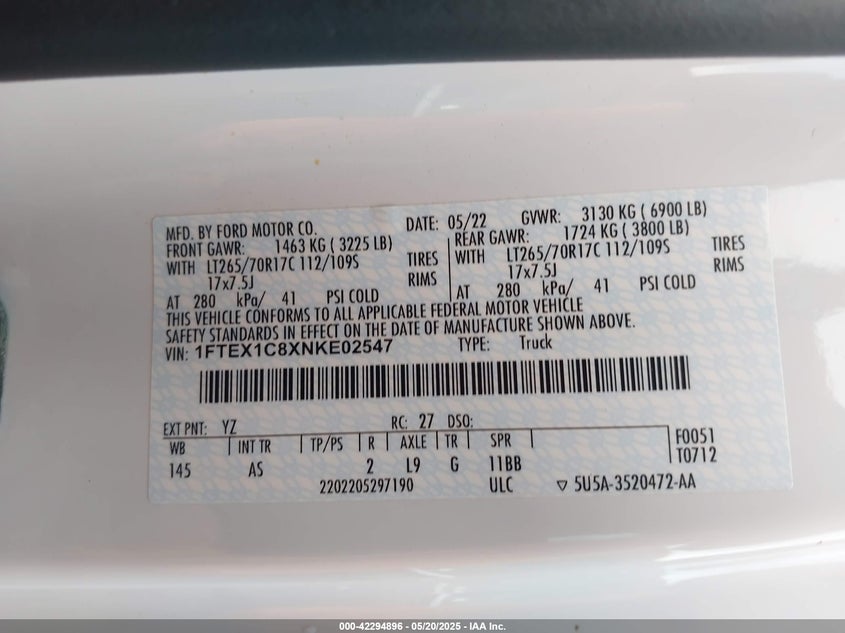 MFD. BY FORD MOTOR CO. DATE: 05/22 GVWR: 3130 KG ( 6900 LB)
FRONT GAWR: 1463 KG ( 3225 LB) REAR GAWR: 1724 KG ( 3800 LB)
WITH LT265/70R17C 112/109S TIRES WITH LT265/70R17C 112/109S TIRES
17x7.5J RIMS 17x7.5J RIMS
AT 280 kPa/ 41 PSI COLD AT 280 kPa/ 41 PSI COLD
THIS VEHICLE CONFORMS TO ALL APPLICABLE FEDERAL MOTOR VEHICLE
SAFETY STANDARDS IN EFFECT ON THE DATE OF MANUFACTURE SHOWN ABOVE.
VIN: 1FTEX1C8XNKE02547 TYPE: Truck
EXT PNT: YZ RC: 27 DSO:
WB INT TR TP/PS R AXLE TR SPR F0051
145 AS 2 L9 G 11BB T0712
2202205297190 ULC ▽ 5U5A-3520472-AA
000-42294896 - 05/20/2025 - IAA Inc.